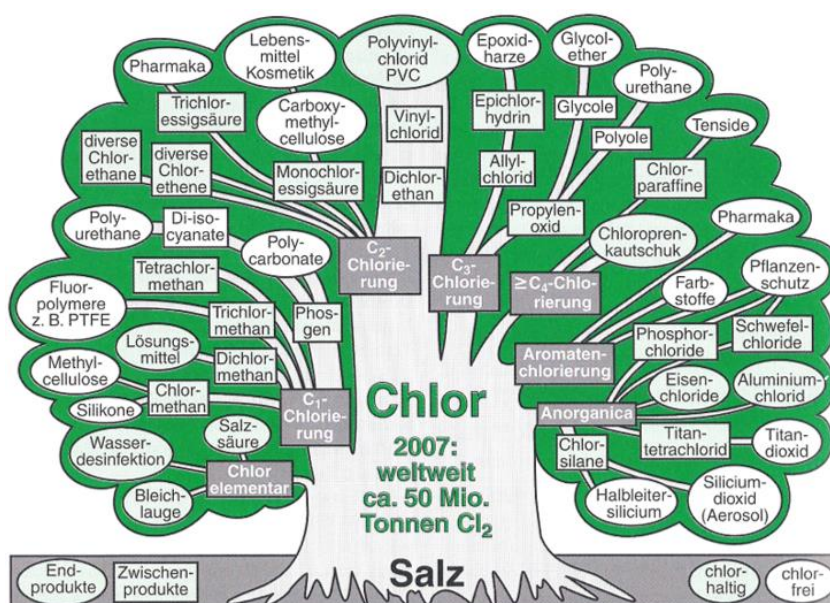 Pharmaka
Lebens-
mittel
Kosmetik
Polyvinyl-
chlorid
PVC
Epoxid-
harze
Glycol-
ether
Poly-
urethane
Trichlor-
essigsäure
Carboxy-
methyl-
cellulose
Vinyl-
chlorid
Epichlor-
hydrin
Glycole
Polyole
Tenside
diverse
Chlor-
ethane
diverse
Chlor-
ethene
Monochlor-
essigsäure
Dichlor-
ethan
Allyl-
chlorid
Chlor-
paraffine
Poly-
urethane
Di-iso-
cyanate
Poly-
carbonate
C₂-
Chlorie-
rung
Propylen-
oxid
C₃-
Chlorie-
rung
Chloropren-
kautschuk
Pharmaka
Tetrachlor-
methan
≥C₄-Chlo-
rierung
Farb-
stoffe
Pflanzen-
schutz
Fluor-
polymere
z. B. PTFE
Trichlor-
methan
Phos-
gen
Phosphor-
chloride
Schwefel-
chloride
Lösungs-
mittel
Dichlor-
methan
Aromaten-
chlorierung
Methyl-
cellulose
Chlor-
methan
C₁-
Chlorie-
rung
Eisen-
chloride
Aluminium-
chlorid
Silikone
Anorganica
Salz-
säure
Chlor
2007:
weltweit
ca. 50 Mio.
Tonnen Cl₂
Chlor-
silane
Titan-
tetrachlorid
Titan-
dioxid
Wasser-
desinfektion
Chlor
elementar
Bleich-
lauge
Halbleiter-
silicium
Silicium-
dioxid
(Aerosol)
End-
produkte
Zwischen-
produkte
Salz
chlor-
haltig
chlor-
frei